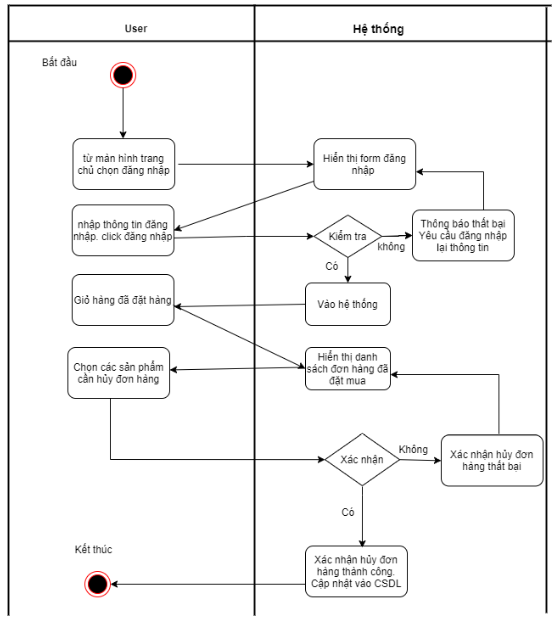 User
Hệ thống
Bất đầu
từ màn hình trang
chủ chọn đăng nhập
Hiển thị form đăng
nhập
nhập thông tin đăng
nhập. click đăng nhập
Kiểm tra
không
Thông báo thất bại
Yêu cầu đăng nhập
lại thông tin
Có
Giỏ hàng đã đặt hàng
Vào hệ thống
Chọn các sản phẩm
cần hủy đơn hàng
Hiển thị danh
sách đơn hàng đã
đặt mua
Xác nhận
Không
Xác nhận hủy đơn
hàng thất bại
Có
Kết thúc
Xác nhận hủy đơn
hàng thành công.
Cập nhật vào CSDL